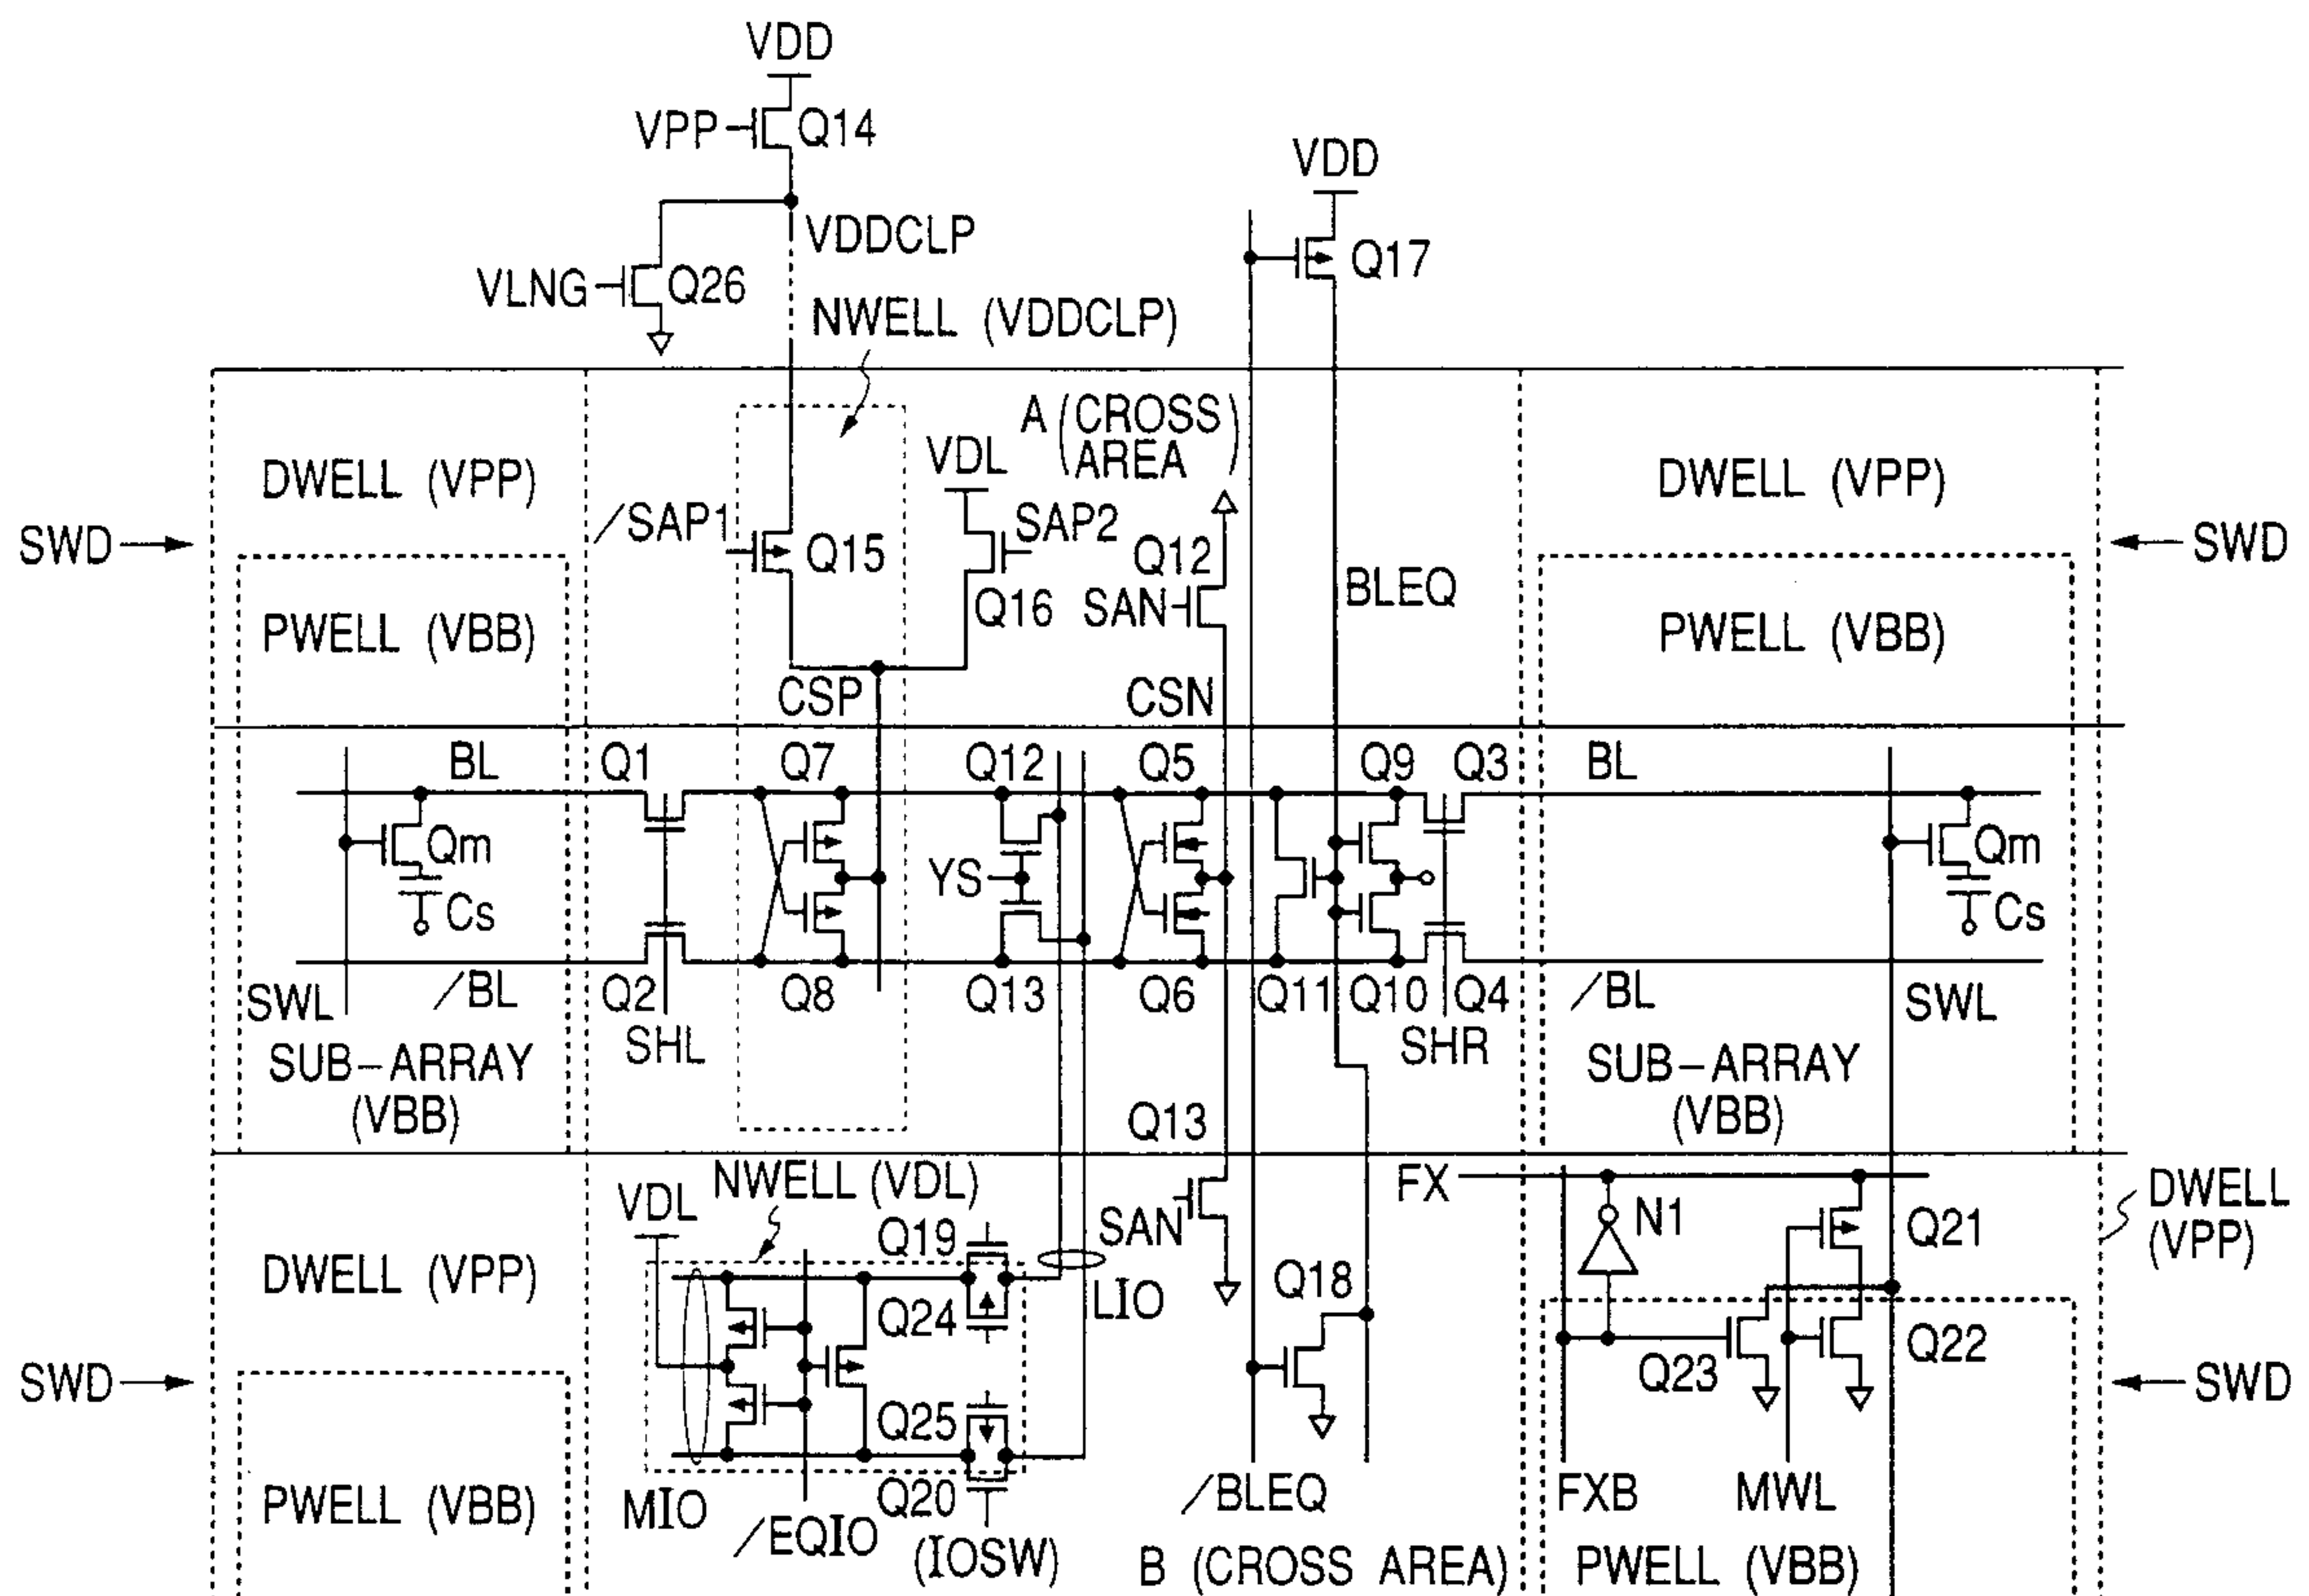 VDD
VPP
Q14
VDD
VDDCLP
Q17
VLNG
Q26
NWELL (VDDCLP)
A (CROSS AREA)
VDL
DWELL (VPP)
DWELL (VPP)
/SAP1
SAP2
SWD
Q15
Q12
SWD
Q16
SAN
BLEQ
PWELL (VBB)
PWELL (VBB)
CSP
CSN
BL
Q1
Q7
Q12
Q5
Q9
Q3
BL
Qm
YS
Qm
Cs
Cs
SWL
/BL
Q2
Q8
Q13
Q6
Q11
Q10
Q4
/BL
SWL
SHL
SHR
SUB-ARRAY
(VBB)
SUB-ARRAY
(VBB)
Q13
NWELL (VDL)
FX
DWELL
(VPP)
VDL
SAN
N1
Q21
Q19
DWELL (VPP)
LIO
Q18
Q24
Q22
Q23
SWD
SWD
Q25
MIO
Q20
/BLEQ
FXB
MWL
PWELL (VBB)
/EQIO
(IOSW)
B (CROSS AREA)
PWELL (VBB)